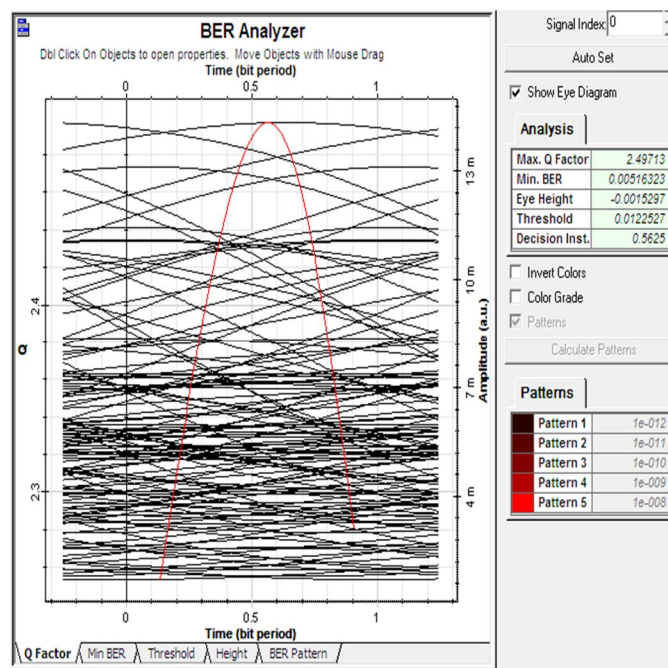 BER Analyzer
Dbl Click On Objects to open properties. Move Objects with Mouse Drag
Time (bit period)
0 0.5 1
Q
2.4
2.3
13 m
10 m
7 m
4 m
Amplitude (a.u.)
0 0.5 1
Time (bit period)
Q Factor Min BER Threshold Height BER Pattern
Signal Index: 0
Auto Set
Show Eye Diagram
Analysis
Max. Q Factor 2.49713
Min. BER 0.00516323
Eye Height -0.0015297
Threshold 0.0122527
Decision Inst. 0.5625
Invert Colors
Color Grade
Patterns
Calculate Patterns
Patterns
Pattern 1 1e-012
Pattern 2 1e-011
Pattern 3 1e-010
Pattern 4 1e-009
Pattern 5 1e-008